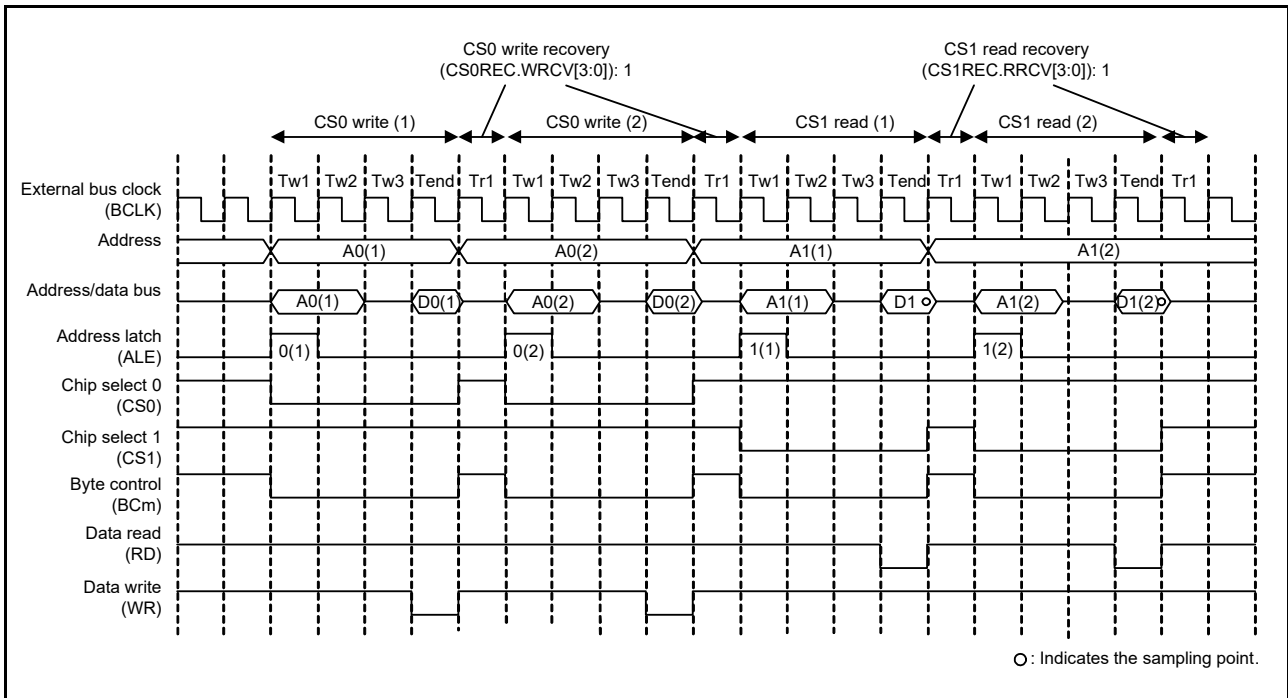 CS0 write recovery
(CS0REC.WRCV[3:0]): 1
CS1 read recovery
(CS1REC.RRCV[3:0]): 1
CS0 write (1)
CS0 write (2)
CS1 read (1)
CS1 read (2)
Tw1 Tw2 Tw3 Tend Tr1 Tw1 Tw2 Tw3 Tend Tr1 Tw1 Tw2 Tw3 Tend Tr1 Tw1 Tw2 Tw3 Tend Tr1
External bus clock
(BCLK)
Address
A0(1) A0(2) A1(1) A1(2)
Address/data bus
A0(1) D0(1) A0(2) D0(2) A1(1) D1 A1(2) D1(2)
Address latch
(ALE)
0(1) 0(2) 1(1) 1(2)
Chip select 0
(CS0)
Chip select 1
(CS1)
Byte control
(BCm)
Data read
(RD)
Data write
(WR)
: Indicates the sampling point.